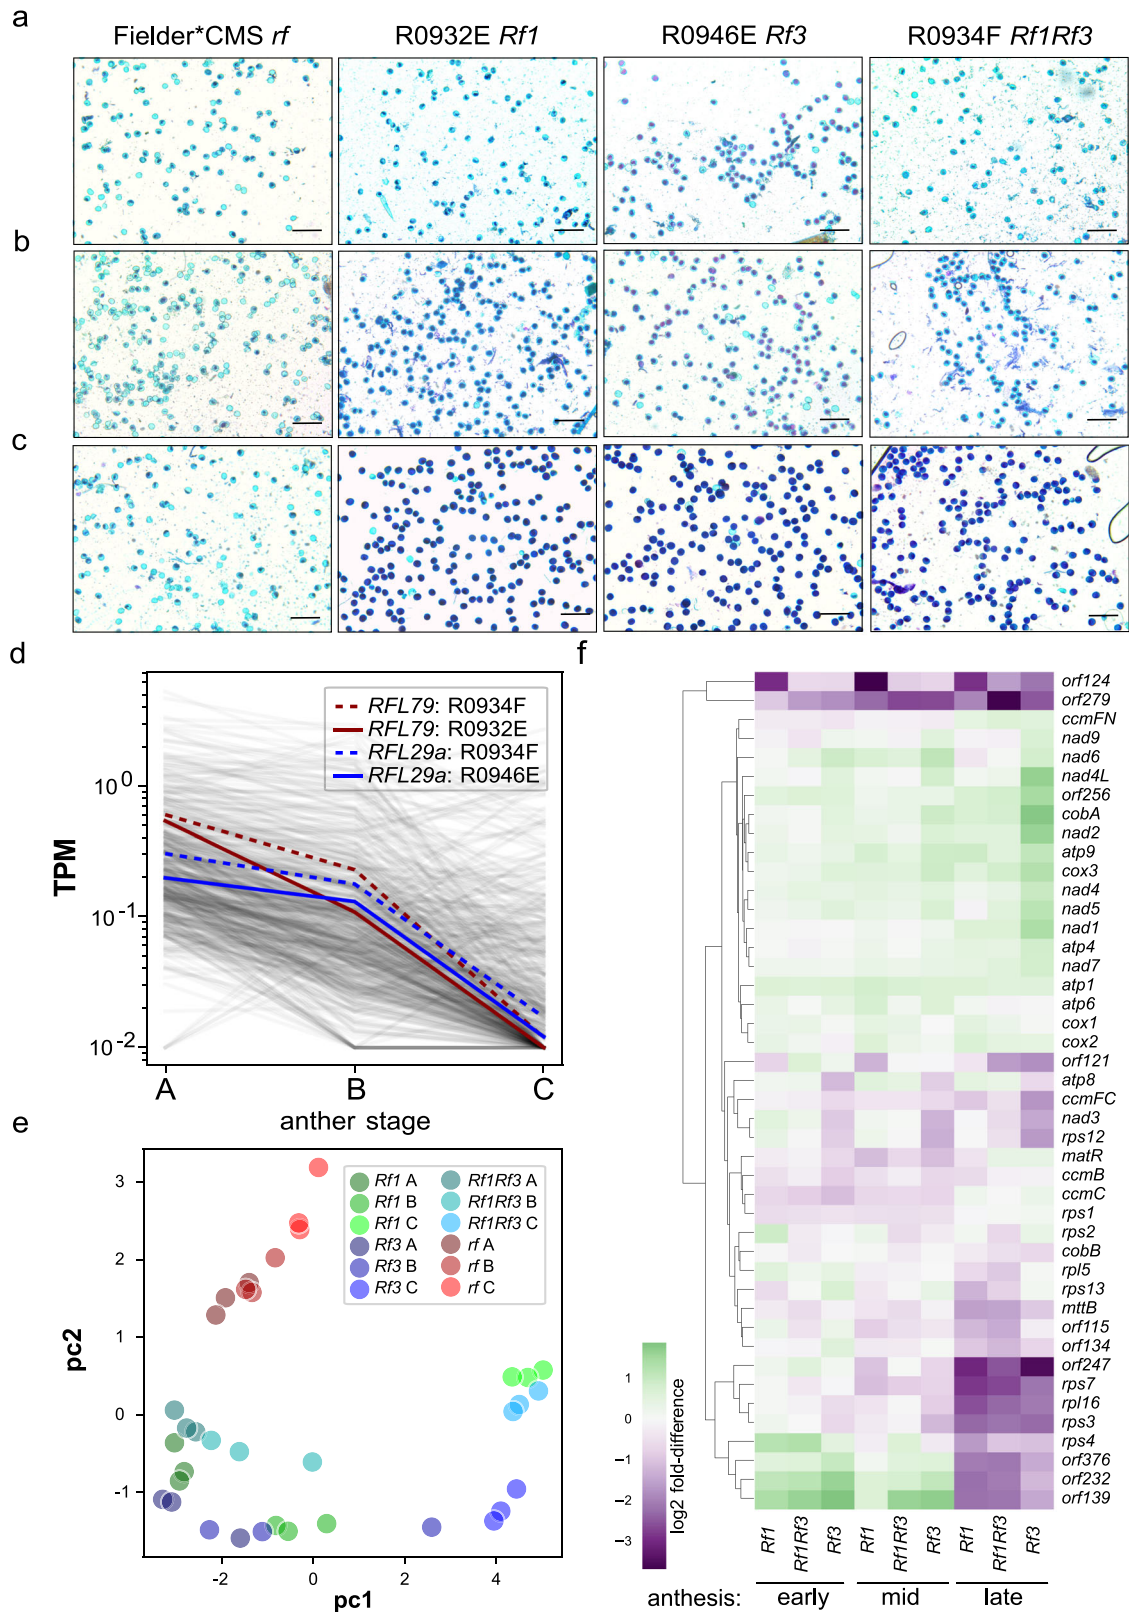 a
Fielder*CMS rf
R0932E Rf1
R0946E Rf3
R0934F Rf1Rf3
b
c
d
RFL79: R0934F
RFL79: R0932E
RFL29a: R0934F
RFL29a: R0946E
10^0
10^-1
10^-2
TPM
A
B
C
anther stage
e
Rf1 A
Rf1 B
Rf1 C
Rf3 A
Rf3 B
Rf3 C
Rf1Rf3 A
Rf1Rf3 B
Rf1Rf3 C
rf A
rf B
rf C
3
2
1
0
-1
pc2
-2
0
2
4
pc1
f
orf124
orf279
ccmFN
nad9
nad6
nad4L
orf256
cobA
nad2
atp9
cox3
nad4
nad5
nad1
atp4
nad7
atp1
atp6
cox1
cox2
orf121
atp8
ccmFC
nad3
rps12
matR
ccmB
ccmC
rps1
rps2
cobB
rpl5
rps13
mttB
orf115
orf134
orf247
rps7
rpl16
rps3
rps4
orf376
orf232
orf139
1
0
−1
−2
−3
log2 fold-difference
Rf1
Rf1Rf3
Rf3
Rf1
Rf1Rf3
Rf3
Rf1
Rf1Rf3
Rf3
anthesis: early mid late